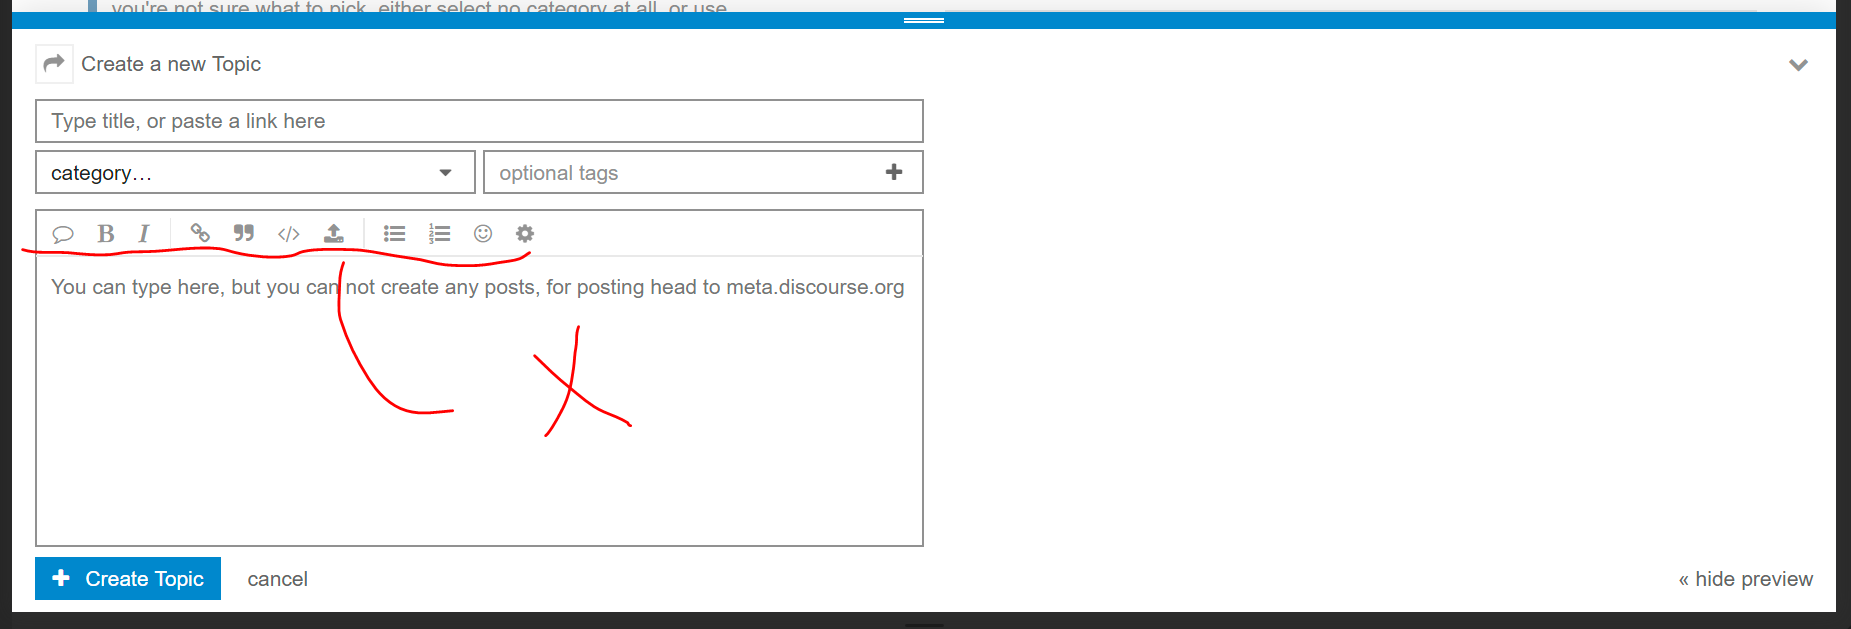 you're not sure what to pick, either select no category at all, or use
Create a new Topic
Type title, or paste a link here
category…
optional tags
B I
You can type here, but you can not create any posts, for posting head to meta.discourse.org
X
Create Topic
cancel
« hide preview